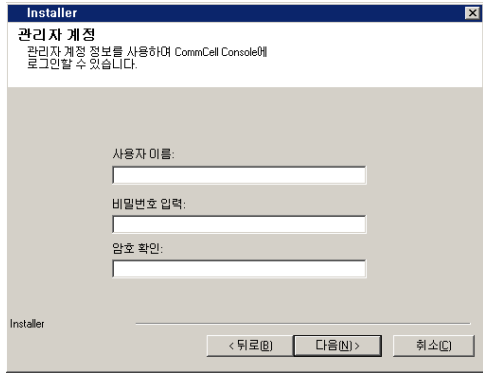 Installer
관리자 계정
관리자 계정 정보를 사용하여 CommCell Console에
로그인할 수 있습니다.
사용자 이름:
비밀번호 입력:
암호 확인:
Installer
< 뒤로(B) 다음(N) > 취소(C)